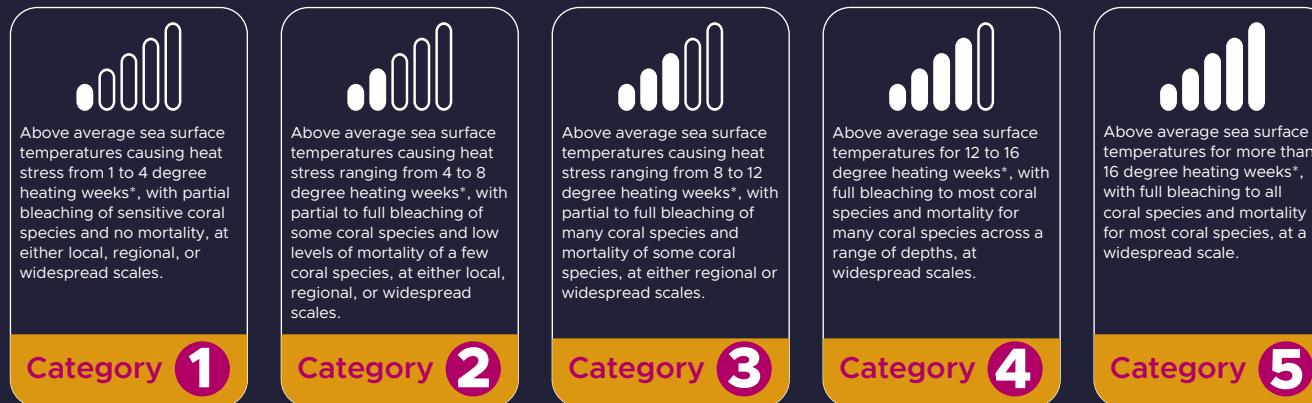 Above average sea surface
temperatures causing heat
stress from 1 to 4 degree
heating weeks*, with partial
bleaching of sensitive coral
species and no mortality, at
either local, regional, or
widespread scales.
Category 1
Above average sea surface
temperatures causing heat
stress ranging from 4 to 8
degree heating weeks*, with
partial to full bleaching of
some coral species and low
levels of mortality of a few
coral species, at either local,
regional, or widespread
scales.
Category 2
Above average sea surface
temperatures causing heat
stress ranging from 8 to 12
degree heating weeks*, with
partial to full bleaching of
many coral species and
mortality of some coral
species, at either regional or
widespread scales.
Category 3
Above average sea surface
temperatures for 12 to 16
degree heating weeks*, with
full bleaching to most coral
species and mortality for
many coral species across a
range of depths, at
widespread scales.
Category 4
Above average sea surface
temperatures for more than
16 degree heating weeks*,
with full bleaching to all
coral species and mortality
for most coral species, at a
widespread scale.
Category 5